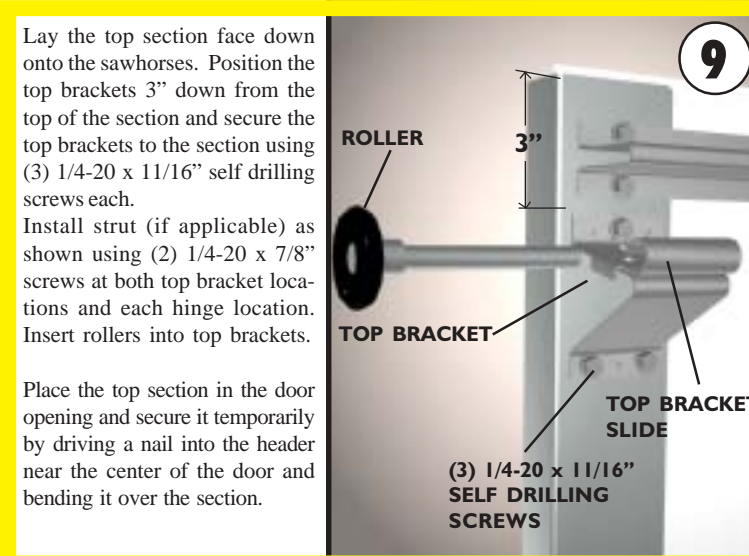 Lay the top section face down
onto the sawhorses. Position the
top brackets 3” down from the
top of the section and secure the
top brackets to the section using
(3) 1/4-20 x 11/16” self drilling
screws each.
Install strut (if applicable) as
shown using (2) 1/4-20 x 7/8”
screws at both top bracket loca-
tions and each hinge location.
Insert rollers into top brackets.
Place the top section in the door
opening and secure it temporarily
by driving a nail into the header
near the center of the door and
bending it over the section.
9
3”
ROLLER
TOP BRACKET
TOP BRACKET
SLIDE
(3) 1/4-20 x 11/16”
SELF DRILLING
SCREWS